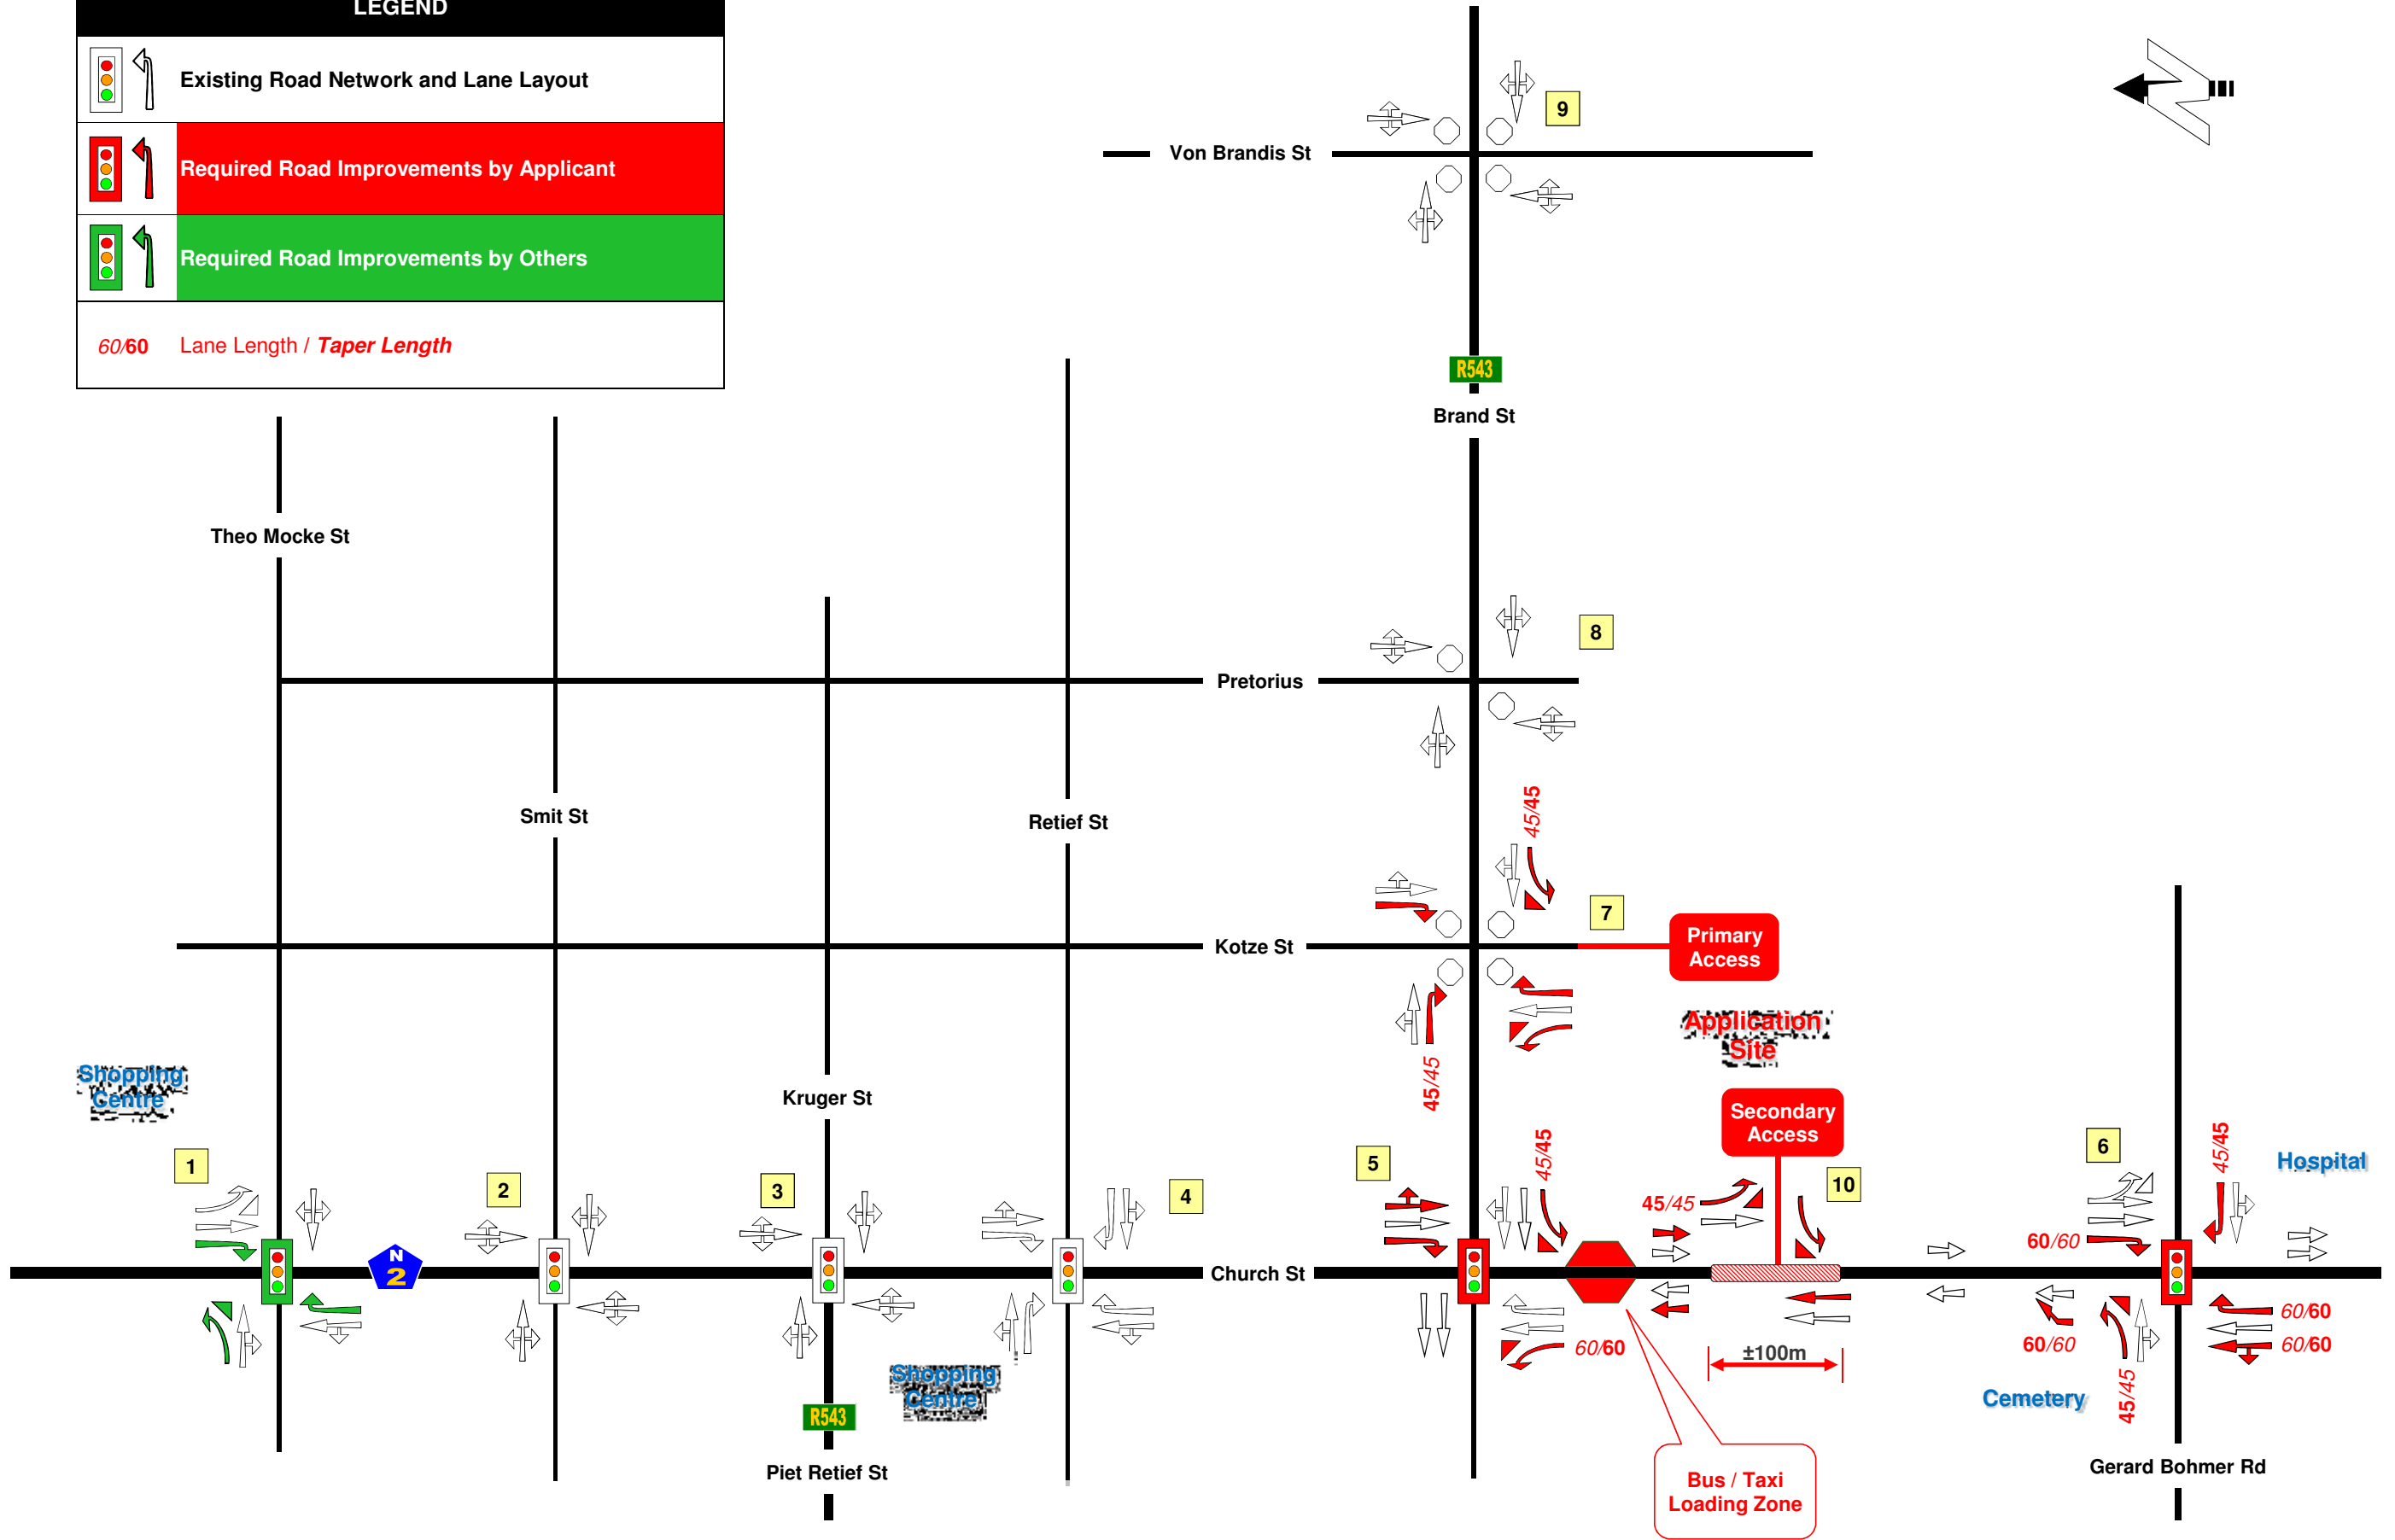 LEGEND
Existing Road Network and Lane Layout
Required Road Improvements by Applicant
Required Road Improvements by Others
60/60 Lane Length / Taper Length
9
Von Brandis St
R543
Brand St
Theo Mocke St
8
Pretorius
Smit St
Retief St
45/45
7
Kotze St
Primary
Access
Application
Site
45/45
Shopping
Centre
Kruger St
Secondary
Access
1
2
3
4
5
45/45
45/45
10
6
45/45
Hospital
60/60
N
2
Church St
60/60
±100m
60/60
60/60
60/60
45/45
Cemetery
Shopping
Centre
R543
Piet Retief St
Bus / Taxi
Loading Zone
Gerard Bohmer Rd